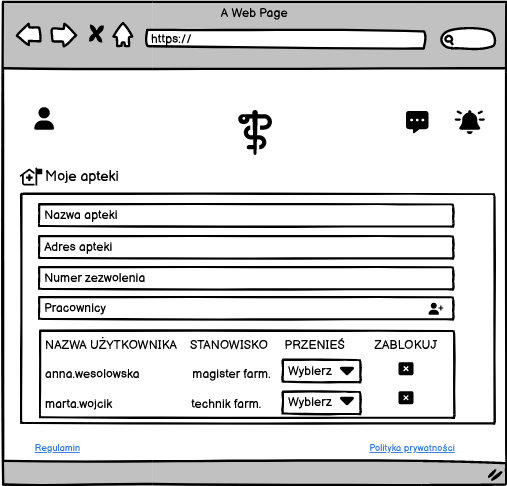 A Web Page
https://
Moje apteki
Nazwa apteki
Adres apteki
Numer zezwolenia
Pracownicy
NAZWA UŻYTKOWNIKA STANOWISKO PRZENIEŚ ZABLOKUJ
anna.wesolowska magister farm. Wybierz
marta.wojcik technik farm. Wybierz
Regulamin Polityka prywatności